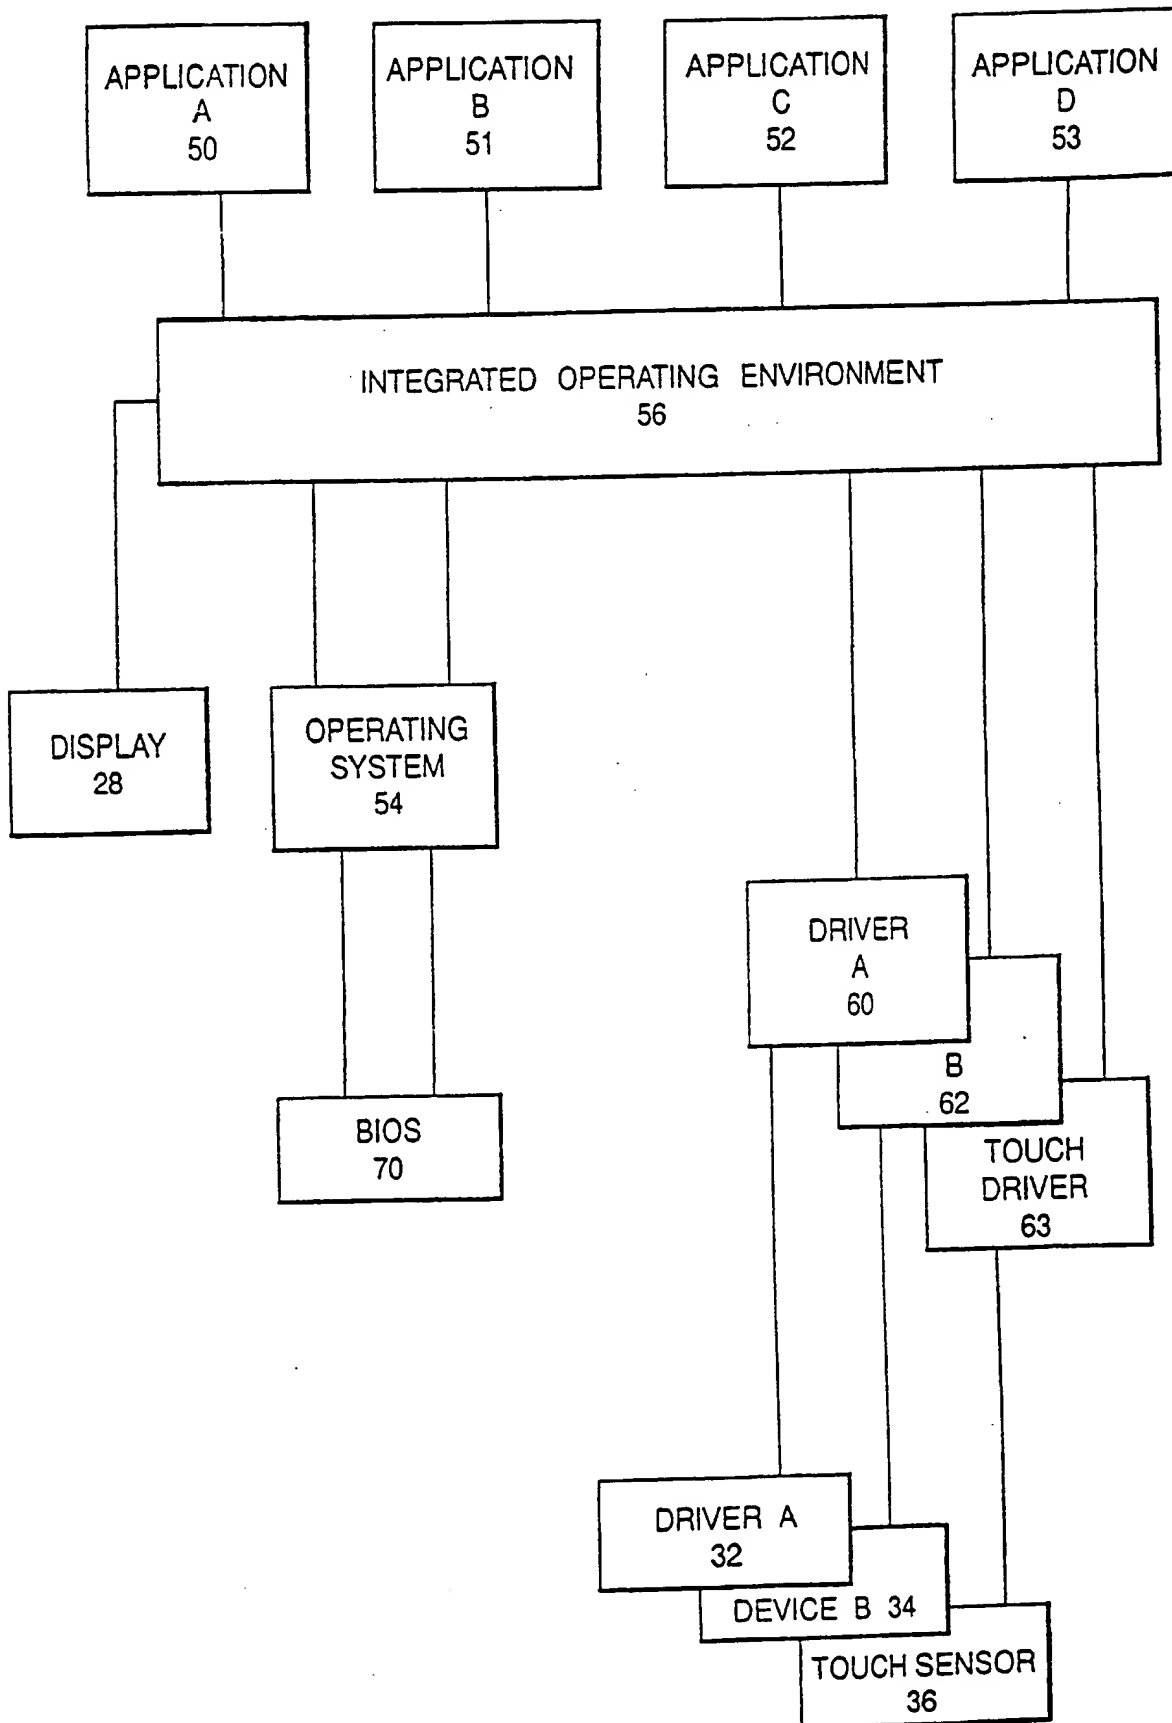 APPLICATION
A
50
APPLICATION
B
51
APPLICATION
C
52
APPLICATION
D
53
INTEGRATED OPERATING ENVIRONMENT
56
DISPLAY
28
OPERATING
SYSTEM
54
DRIVER
A
60
B
62
BIOS
70
TOUCH
DRIVER
63
DRIVER A
32
DEVICE B 34
TOUCH SENSOR
36